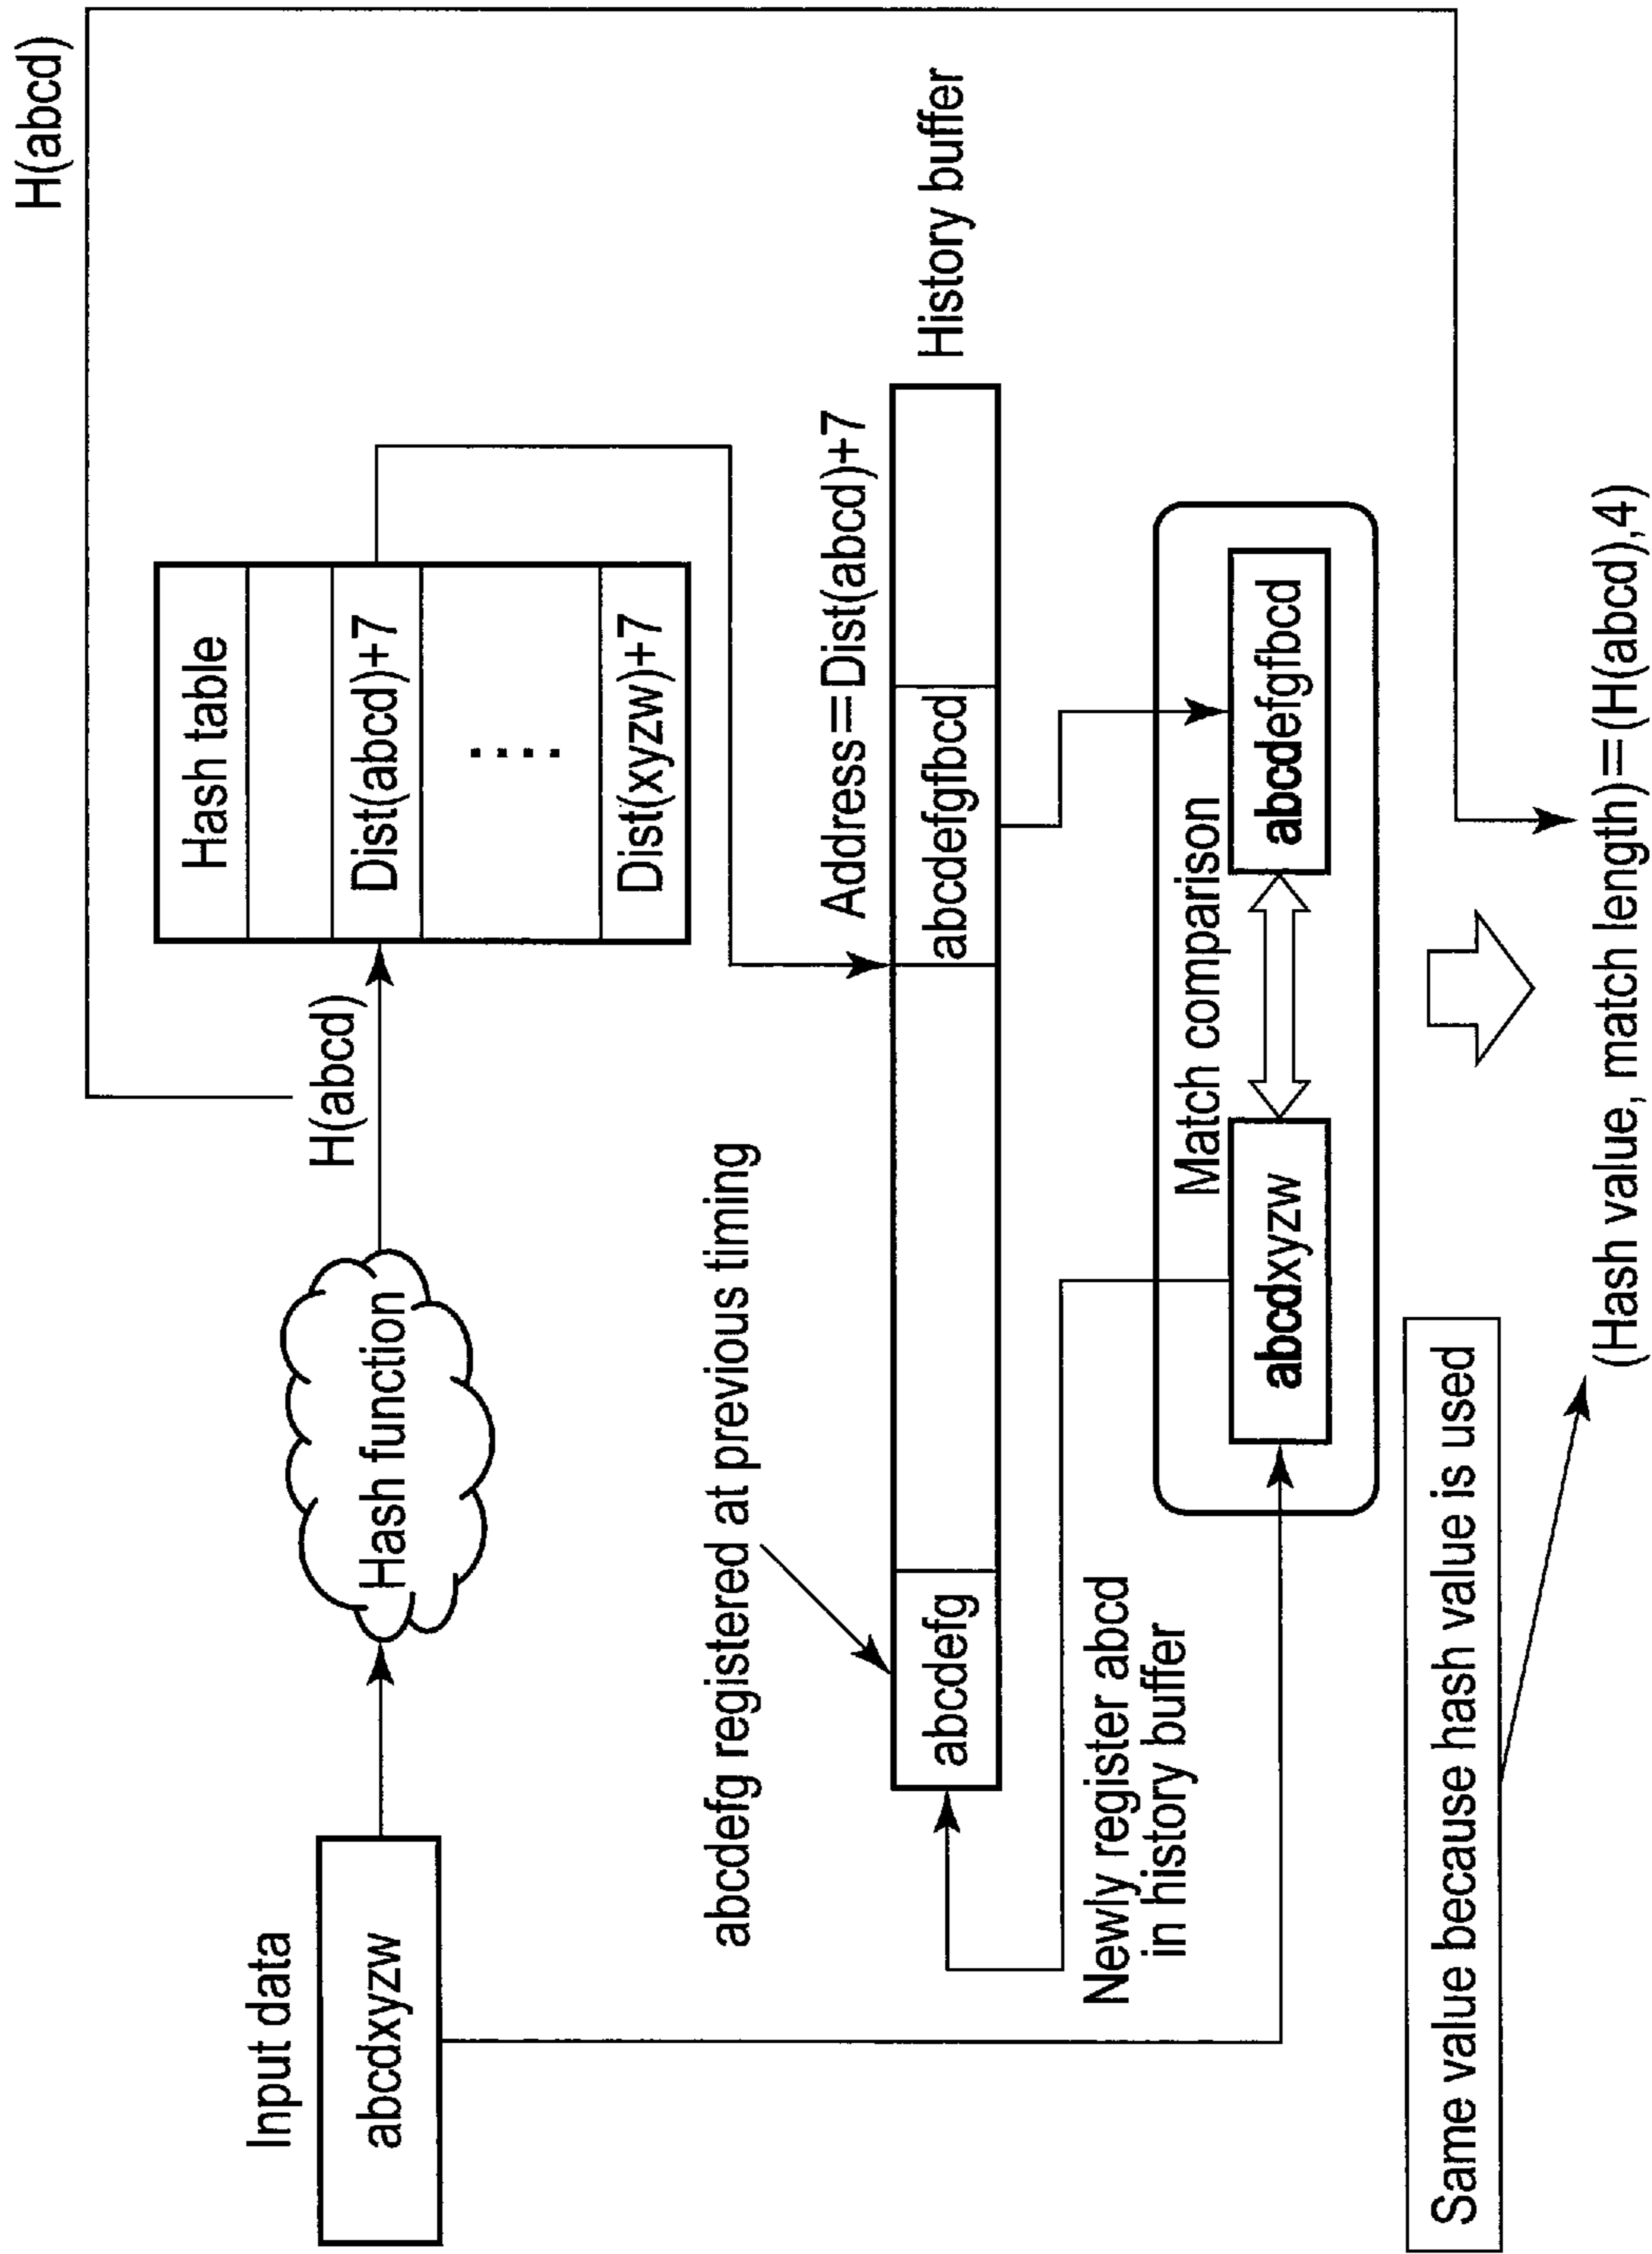 H(abcd)
Input data
abcdxyzw
Hash function
H(abcd)
Hash table
Dist(abcd)+7
....
Dist(xyzw)+7
abcdefg registered at previous timing
Address=Dist(abcd)+7
abcdefg
abcdefgfbcd
History buffer
Newly register abcd
in history buffer
Match comparison
abcdxyzw
abcdefgfbcd
Same value because hash value is used
(Hash value, match length)=(H(abcd),4)